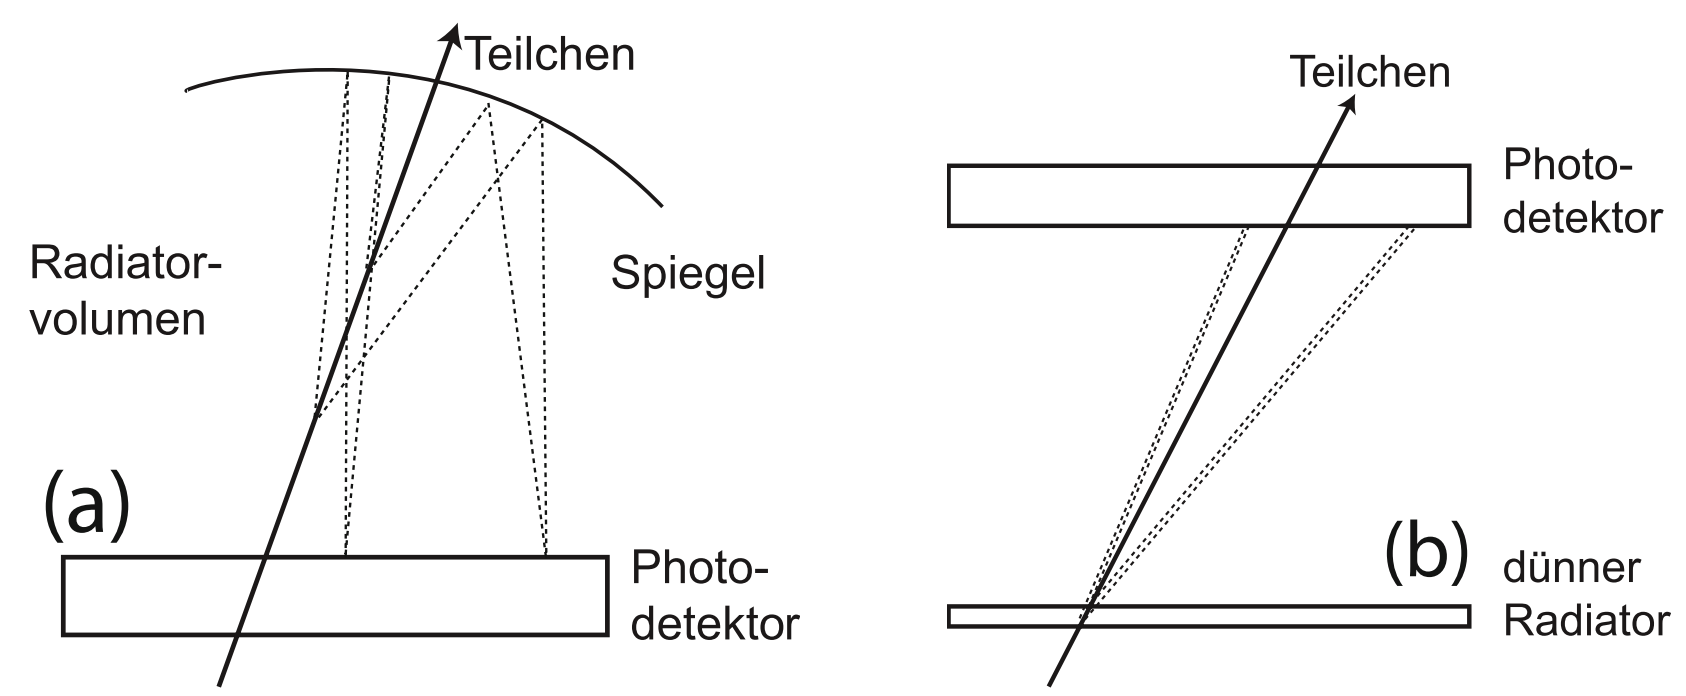 Teilchen
Radiator-
volumen
Spiegel
(a)
Photo-
detektor
Teilchen
Photo-
detektor
(b)
dünner
Radiator